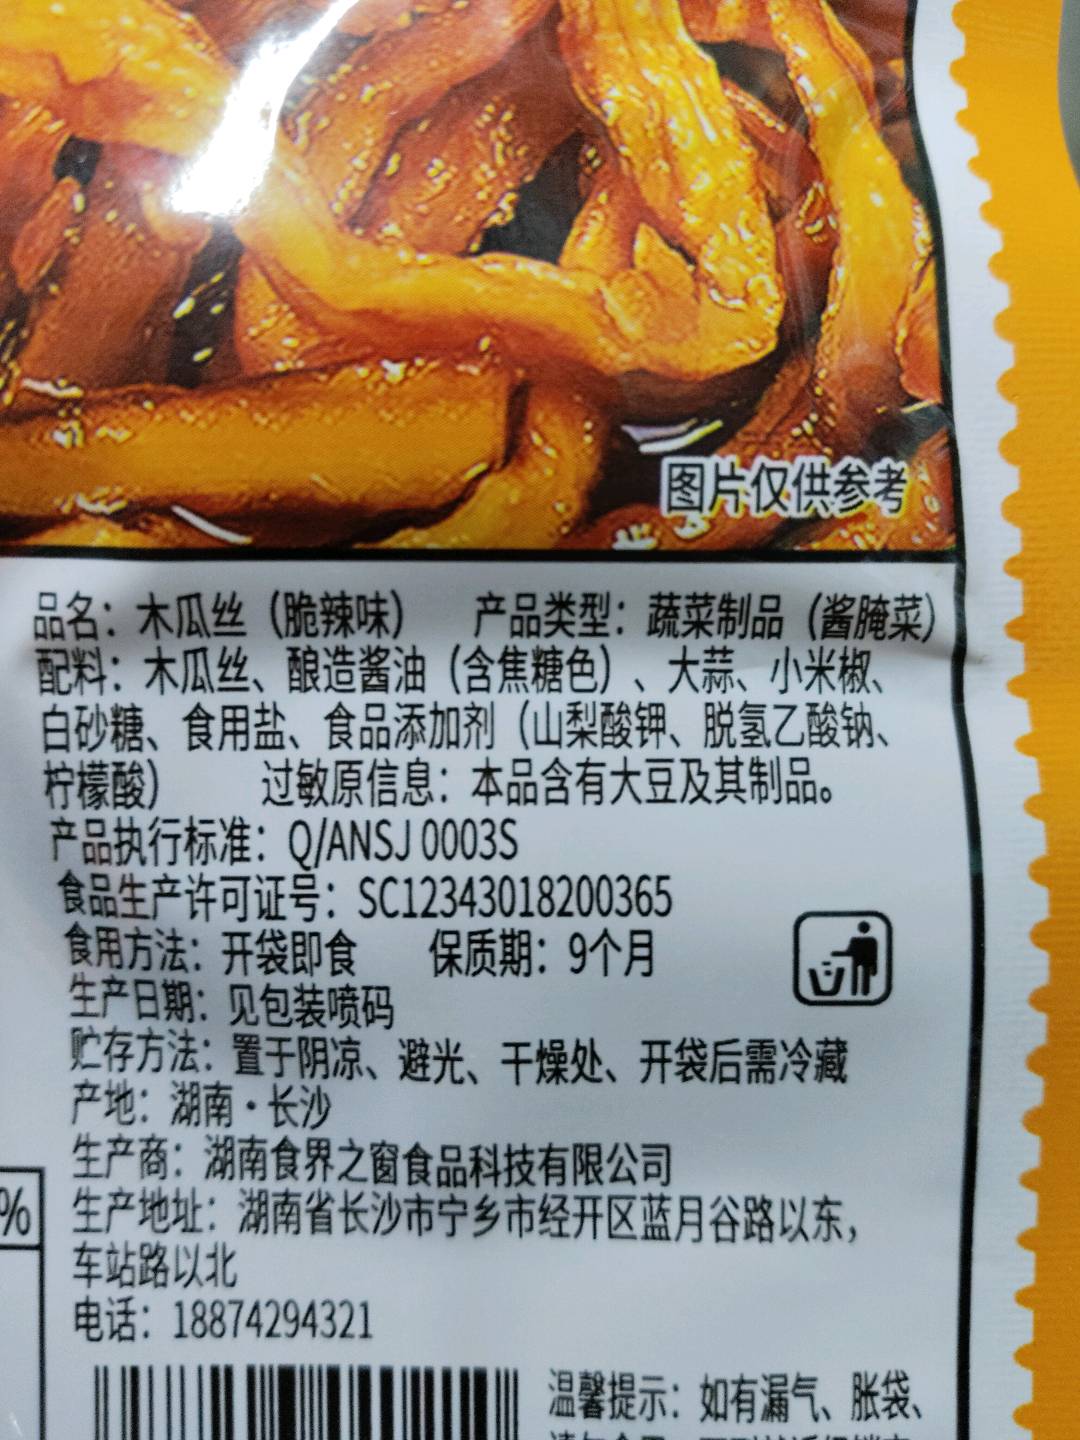 图片仅供参考
品名：木瓜丝（脆辣味） 产品类型：蔬菜制品（酱腌菜）
配料：木瓜丝、酿造酱油（含焦糖色）、大蒜、小米椒、
白砂糖、食用盐、食品添加剂（山梨酸钾、脱氢乙酸钠、
柠檬酸） 过敏原信息：本品含有大豆及其制品。
产品执行标准：Q/ANSJ 0003S
食品生产许可证号：SC12343018200365
食用方法：开袋即食 保质期：9个月
生产日期：见包装喷码
贮存方法：置于阴凉、避光、干燥处、开袋后需冷藏
产地：湖南·长沙
生产商：湖南食界之窗食品科技有限公司
%
生产地址：湖南省长沙市宁乡市经开区蓝月谷路以东，
车站路以北
电话：18874294321
温馨提示：如有漏气、胀袋、